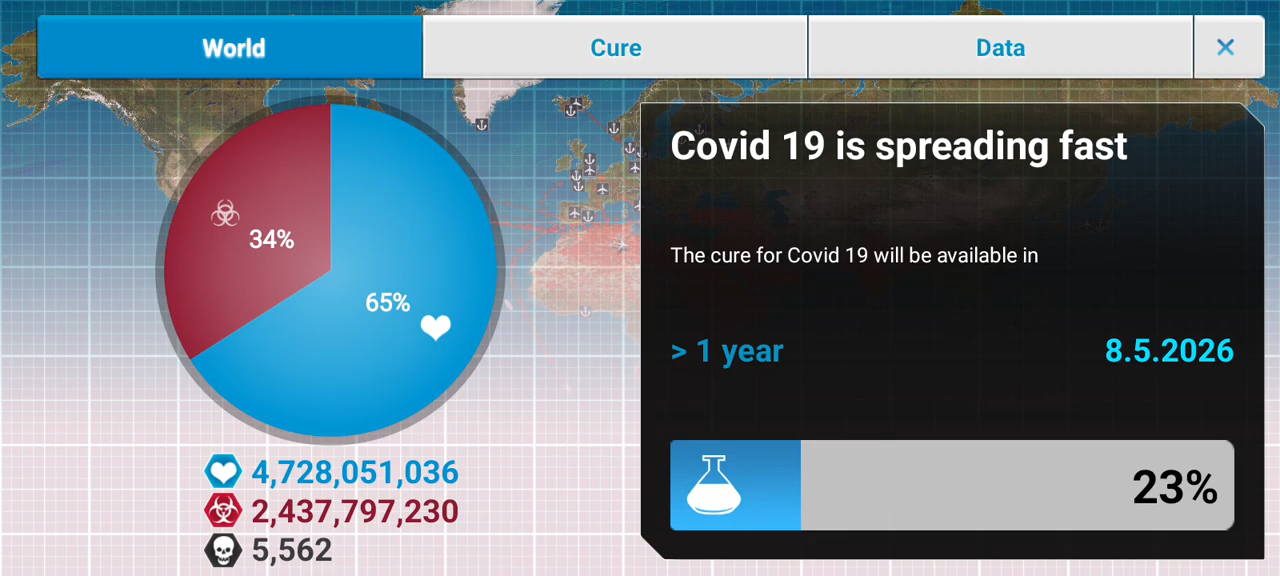 World
Cure
Data
×
34%
65%
4,728,051,036
2,437,797,230
5,562
Covid 19 is spreading fast
The cure for Covid 19 will be available in
> 1 year
8.5.2026
23%